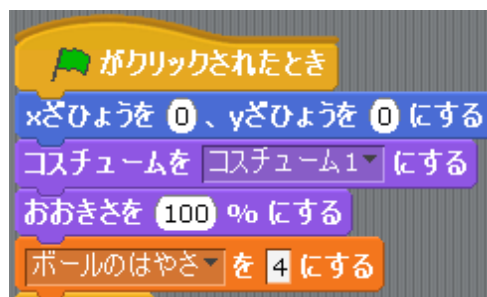 がクリックされたとき
xざひょうを 0 、yざひょうを 0 にする
コスチュームを コスチューム1 にする
おおきさを 100 % にする
ボールのはやさ を 4 にする